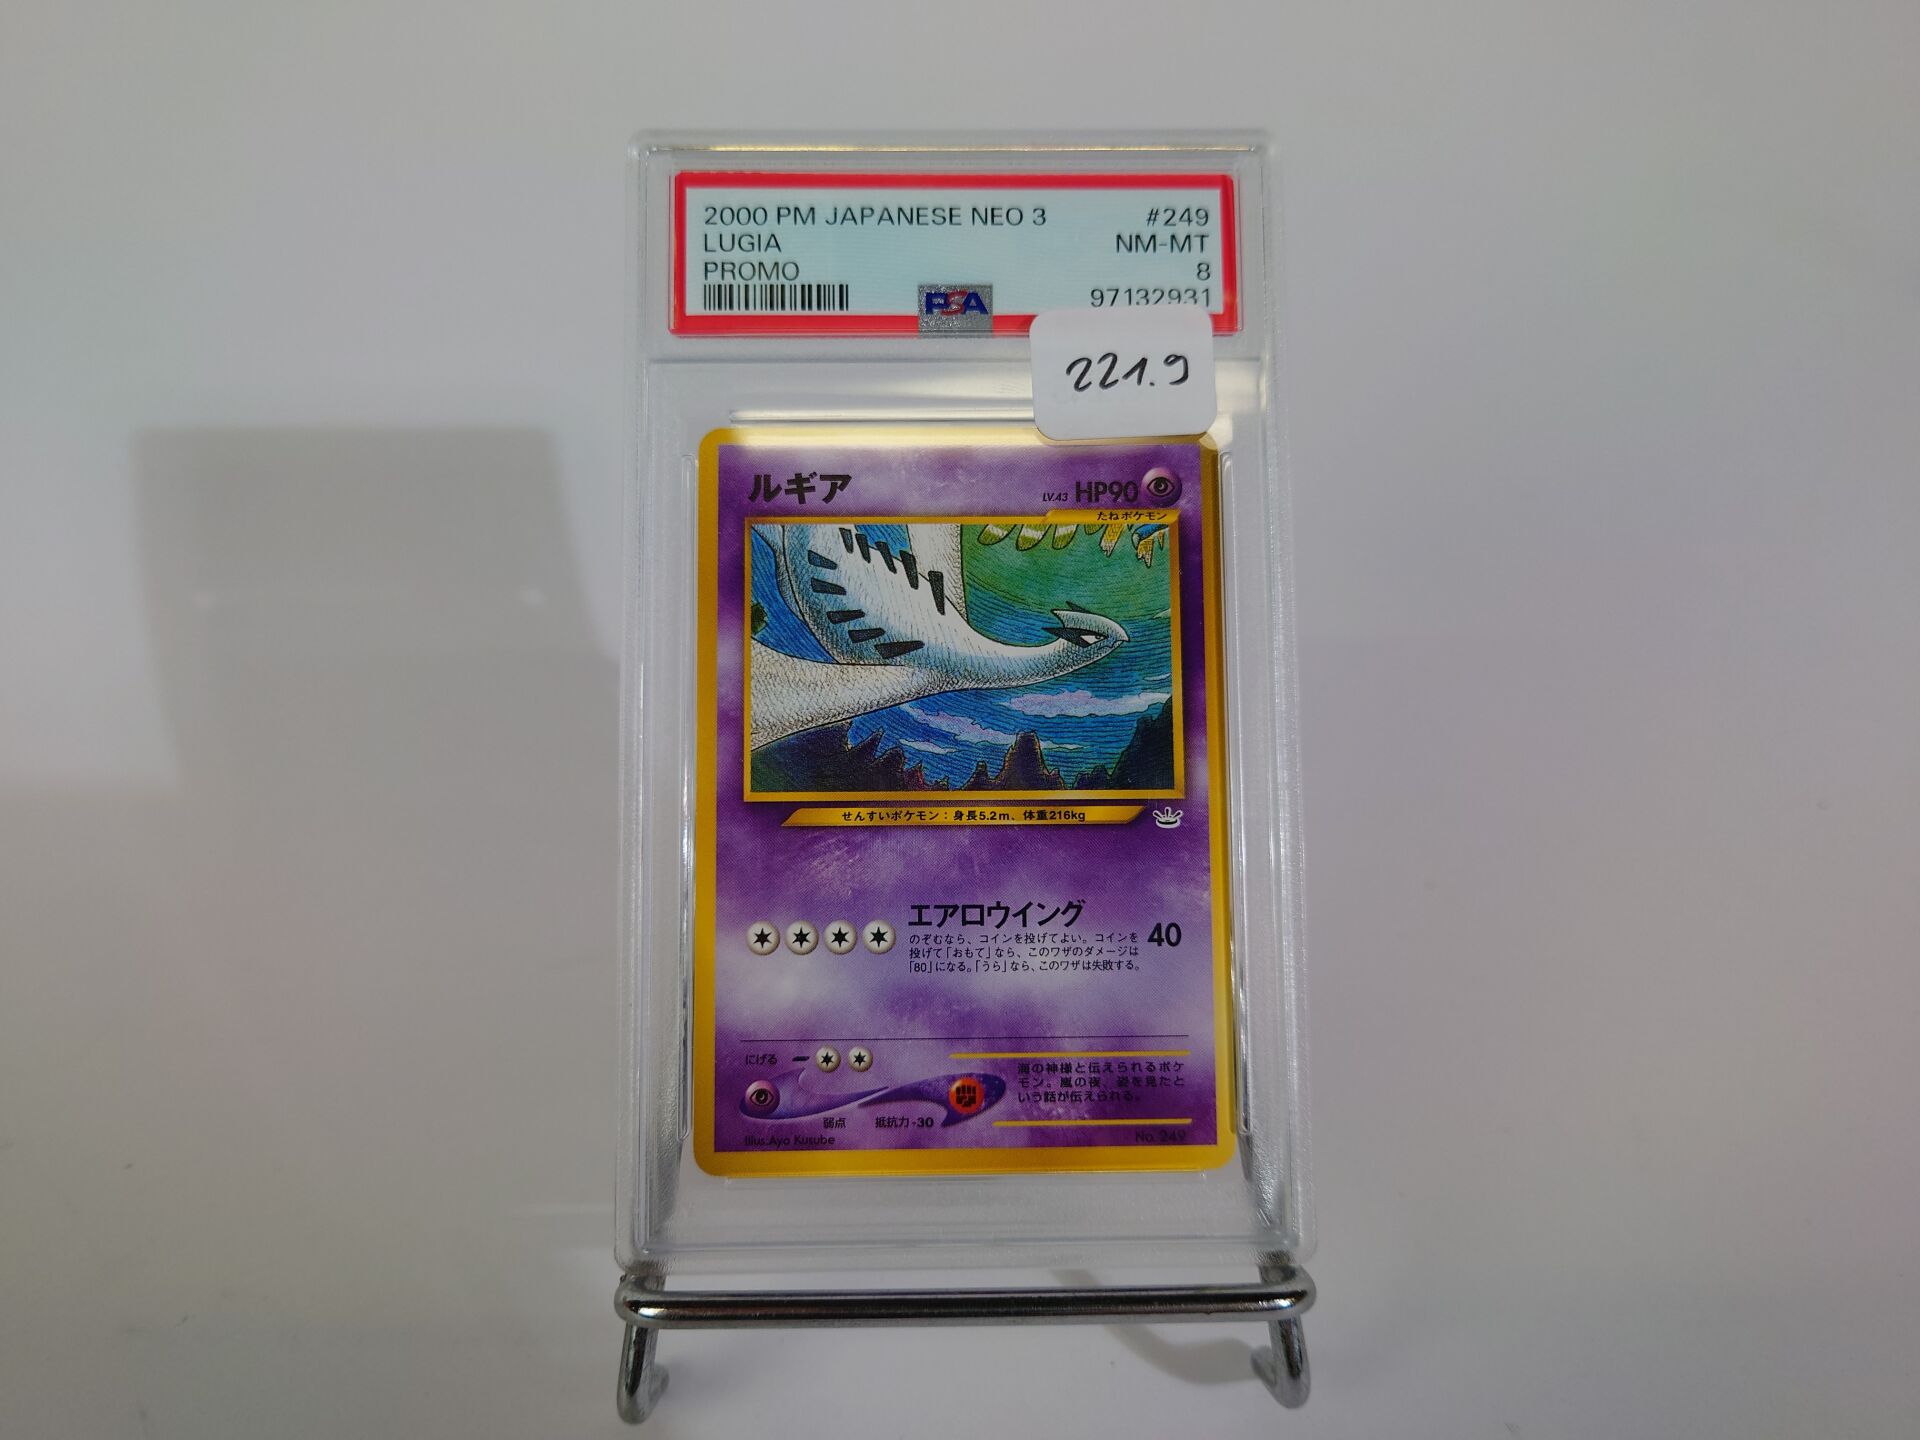 2000 PM JAPANESE NEO 3 #249
LUGIA NM-MT
PROMO 8
97132931
PSA
221.9
ルギア LV.43 HP90
たねポケモン
せんすいポケモン：身長5.2m、体重216kg
エアロウイング 40
のぞむなら、コインを投げてよい。コインを
投げて「おもて」なら、このワザのダメージは
「80」になる。「うら」なら、このワザは失敗する。
にげる
海の神様と伝えられるポケ
モン。嵐の夜、姿を見たと
いう話が伝えられる。
弱点 抵抗力-30
Illus.Ayo Kusube No. 249